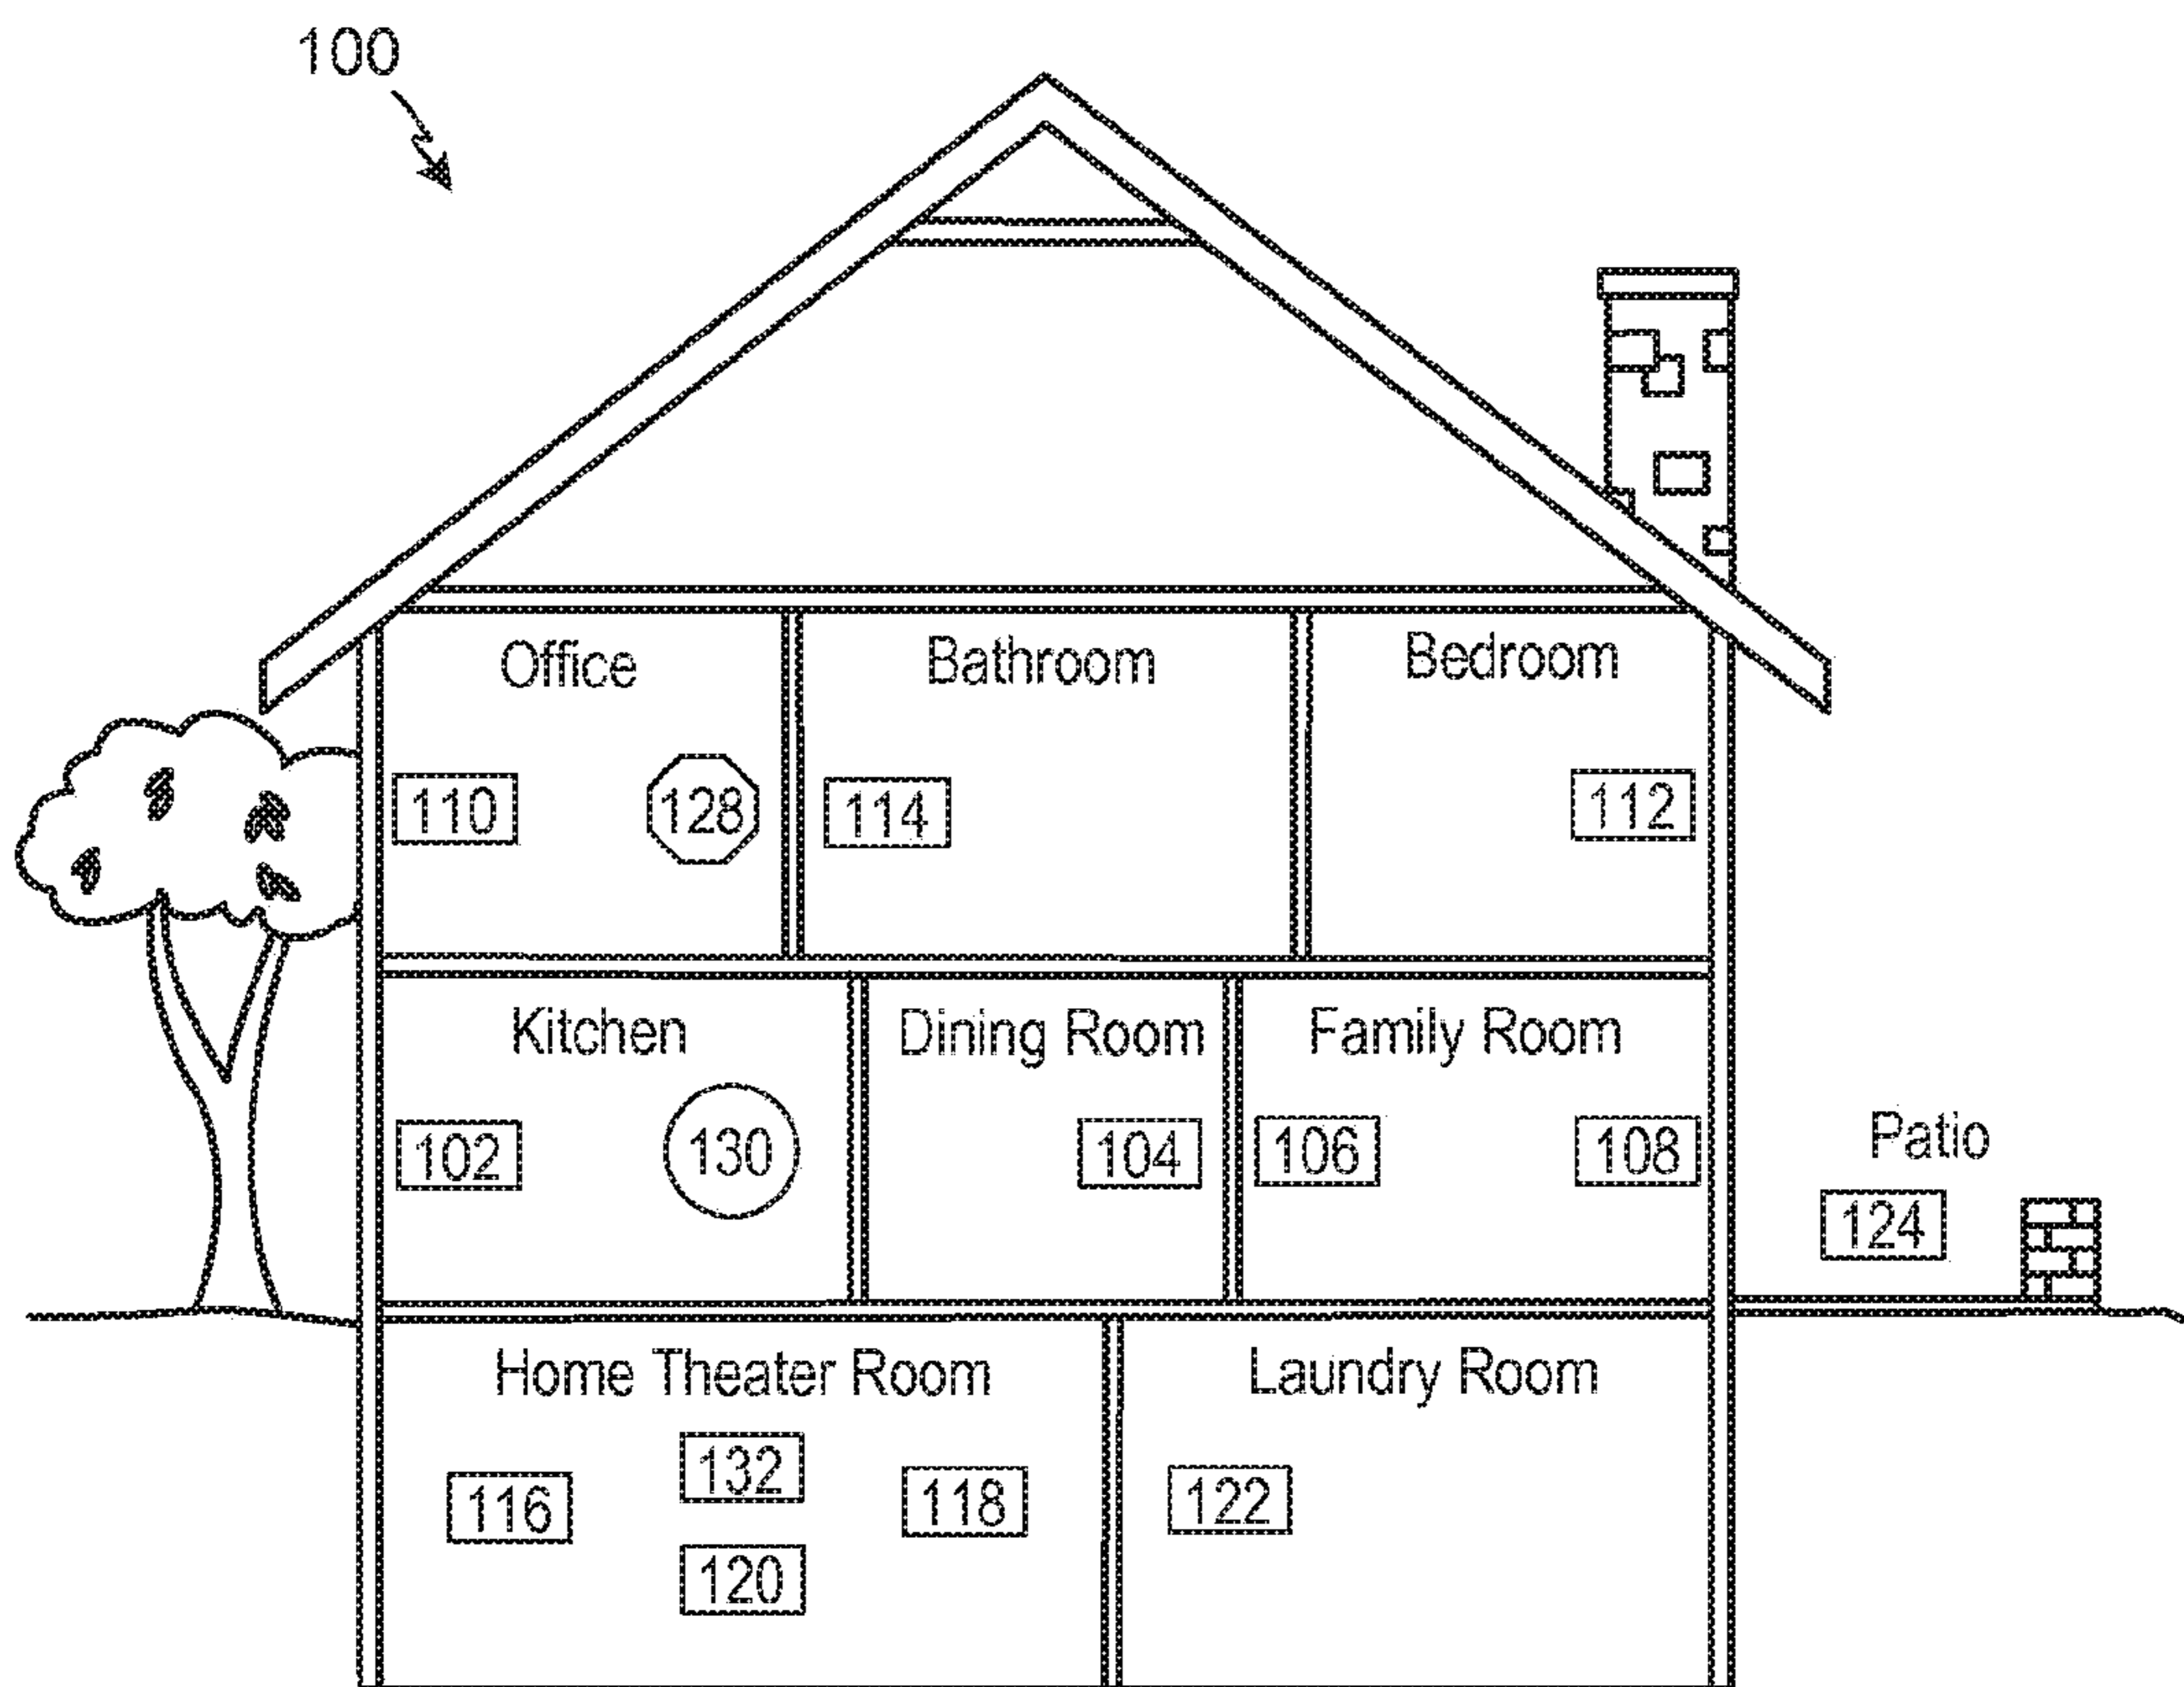 100
Office
Bathroom
Bedroom
110
128
114
112
Kitchen
Dining Room
Family Room
102
130
104
106
108
Patio
124
Home Theater Room
Laundry Room
132
116
118
122
120